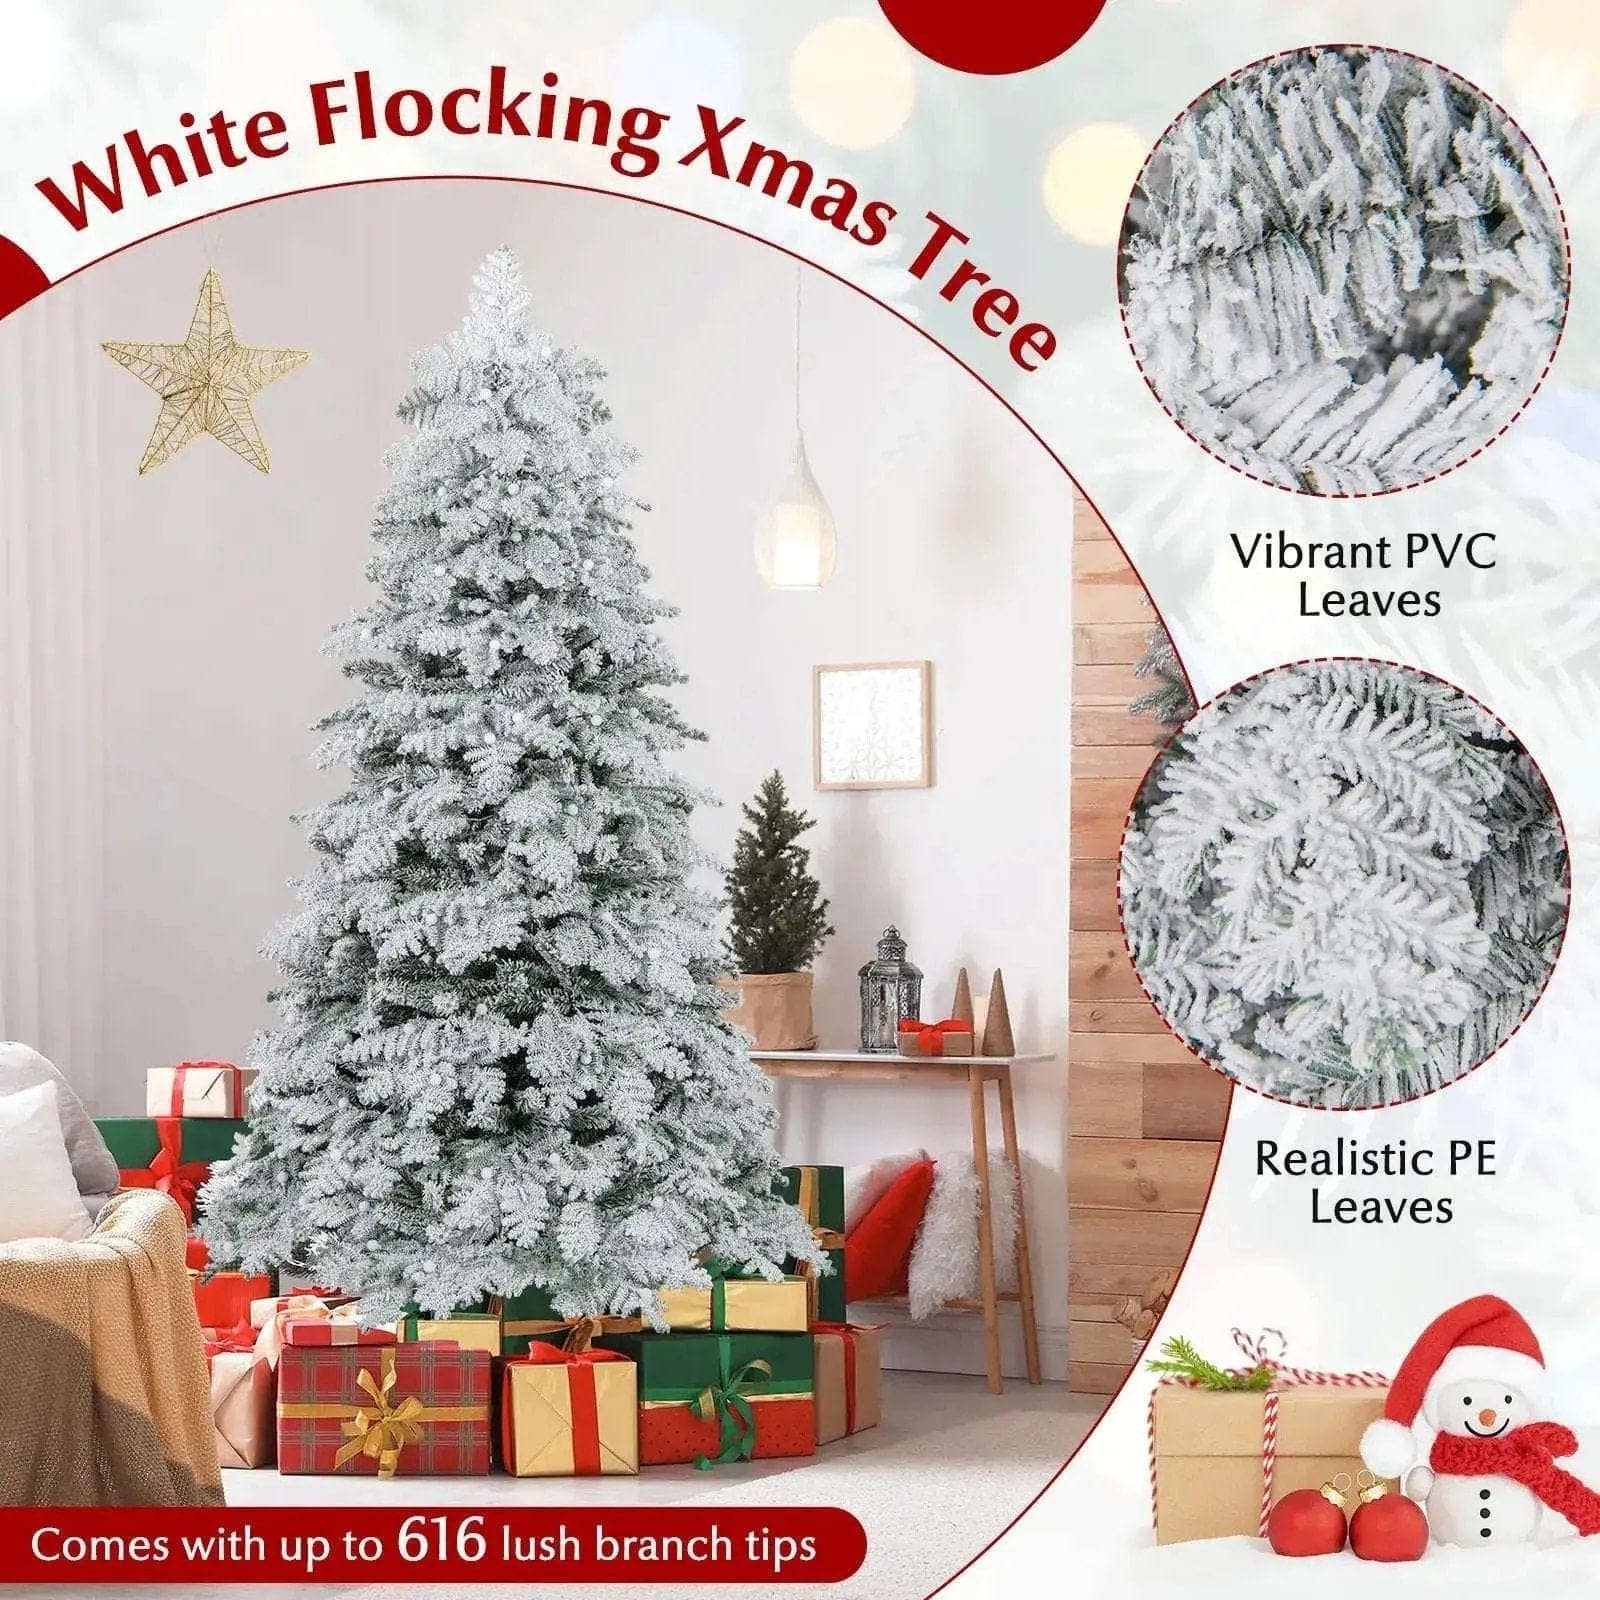 White Flocking Xmas Tree
Vibrant PVC
Leaves
Realistic PE
Leaves
Comes with up to 616 lush branch tips